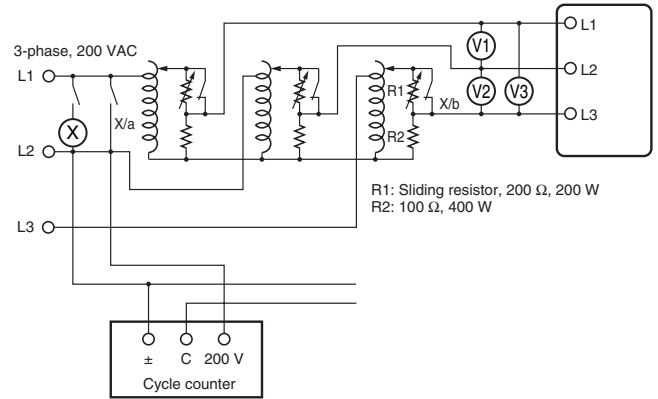 3-phase, 200 VAC
L1
L2
L3
X
X/a
R1
R2
X/b
V1
V2
V3
L1
L2
L3
R1: Sliding resistor, 200 Ω, 200 W
R2: 100 Ω, 400 W
± C 200 V
Cycle counter